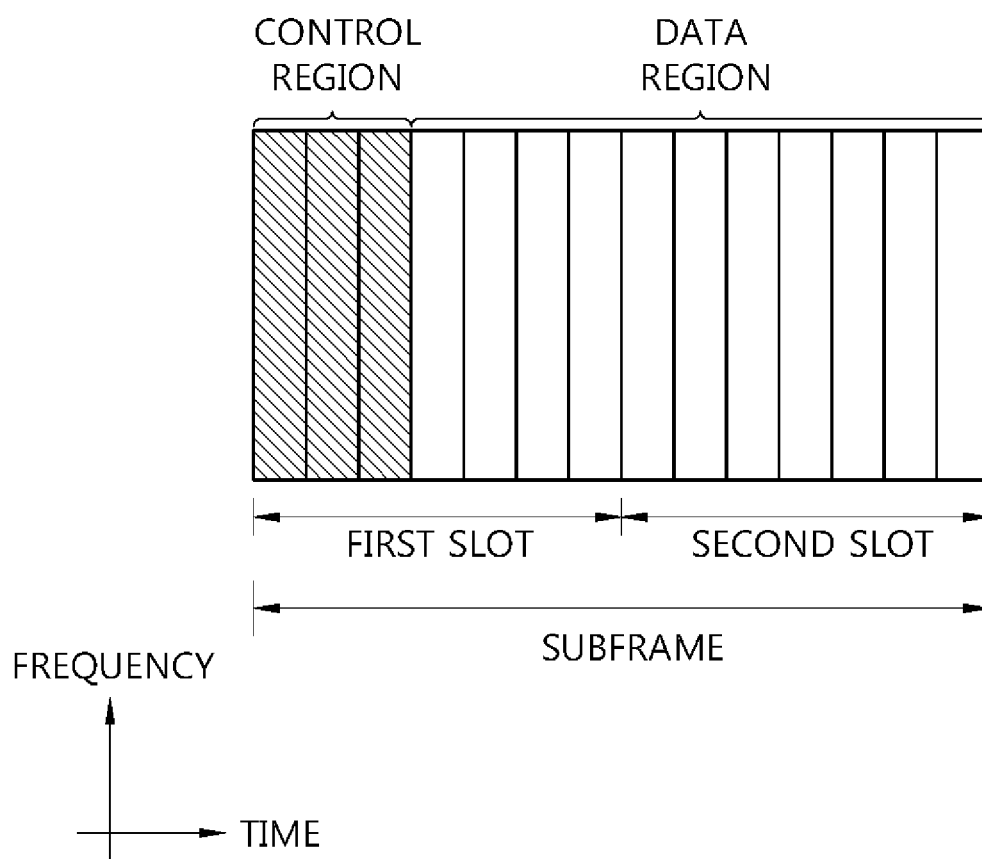 CONTROL
REGION
DATA
REGION
FIRST SLOT
SECOND SLOT
SUBFRAME
FREQUENCY
TIME